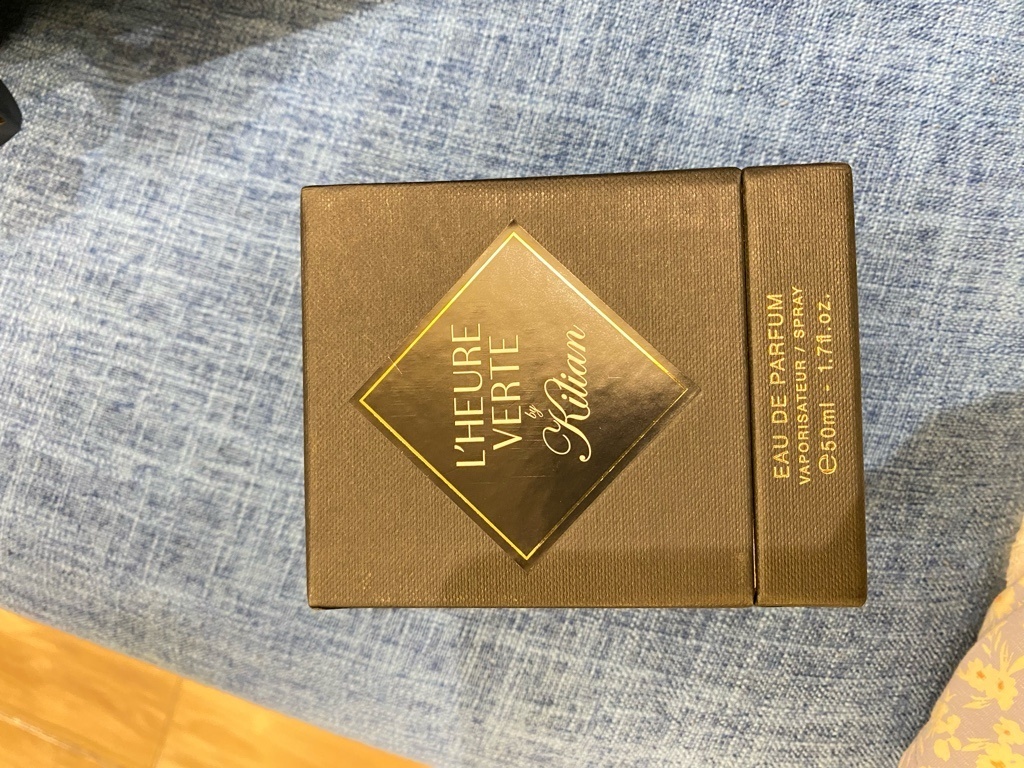 L'HEURE
VERTE
by
Kilian
EAU DE PARFUM
VAPORISATEUR / SPRAY
℮50ml - 1.7fl.oz.